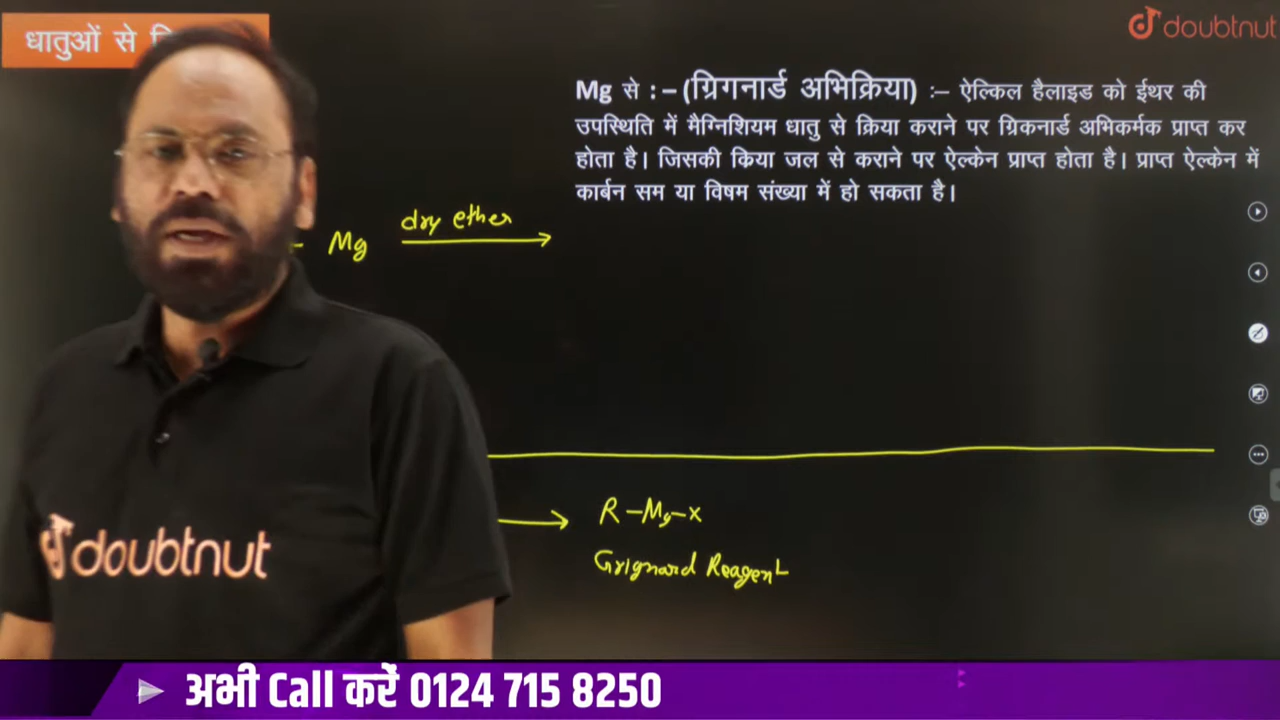 धातुओं से
doubtnut
Mg से :– (ग्रिगनार्ड अभिक्रिया) :– ऐल्किल हैलाइड को ईथर की
उपस्थिति में मैग्निशियम धातु से क्रिया कराने पर ग्रिकनार्ड अभिकर्मक प्राप्त कर
होता है। जिसकी क्रिया जल से कराने पर ऐल्केन प्राप्त होता है। प्राप्त ऐल्केन में
कार्बन सम या विषम संख्या में हो सकता है।
Mg dry ether
R-Mg-x
Grignard Reagent
doubtnut
अभी Call करें 0124 715 8250